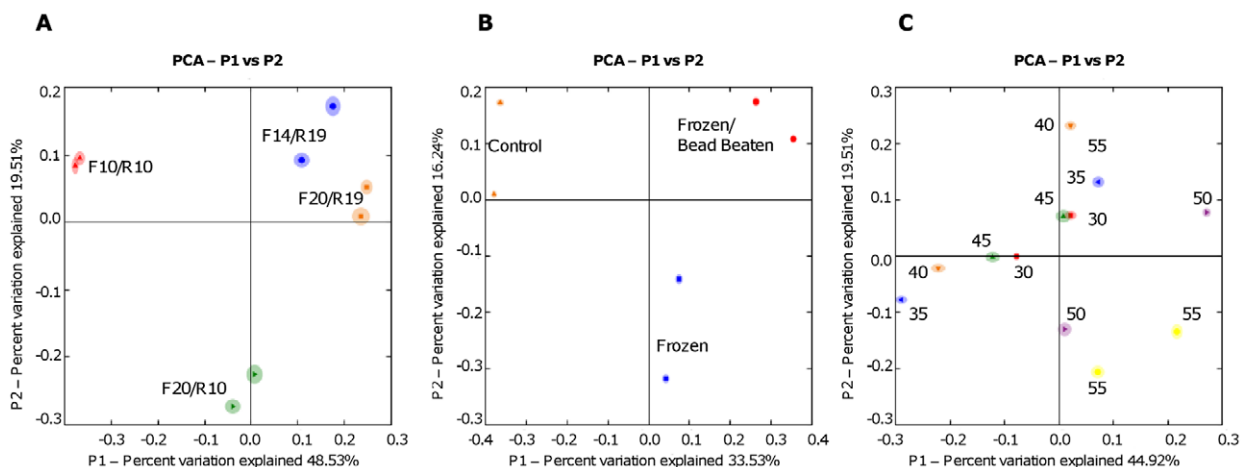 A
PCA – P1 vs P2
P2 – Percent variation explained 19.51%
0.2
0.1
0.0
-0.1
-0.2
-0.3
F14/R19
F10/R10
F20/R19
F20/R10
-0.3
-0.2
-0.1
0.0
0.1
0.2
0.3
P1 – Percent variation explained 48.53%
B
PCA – P1 vs P2
P2 – Percent variation explained 16.24%
0.2
0.1
0.0
-0.1
-0.2
-0.3
-0.4
Control
Frozen/
Bead Beaten
Frozen
-0.4
-0.3
-0.2
-0.1
0.0
0.1
0.2
0.3
0.4
P1 – Percent variation explained 33.53%
C
PCA – P1 vs P2
P2 – Percent variation explained 19.51%
0.3
0.2
0.1
0.0
-0.1
-0.2
-0.3
40
55
35
45
50
30
45
40
30
35
50
55
55
-0.3
-0.2
-0.1
0.0
0.1
0.2
0.3
P1 – Percent variation explained 44.92%